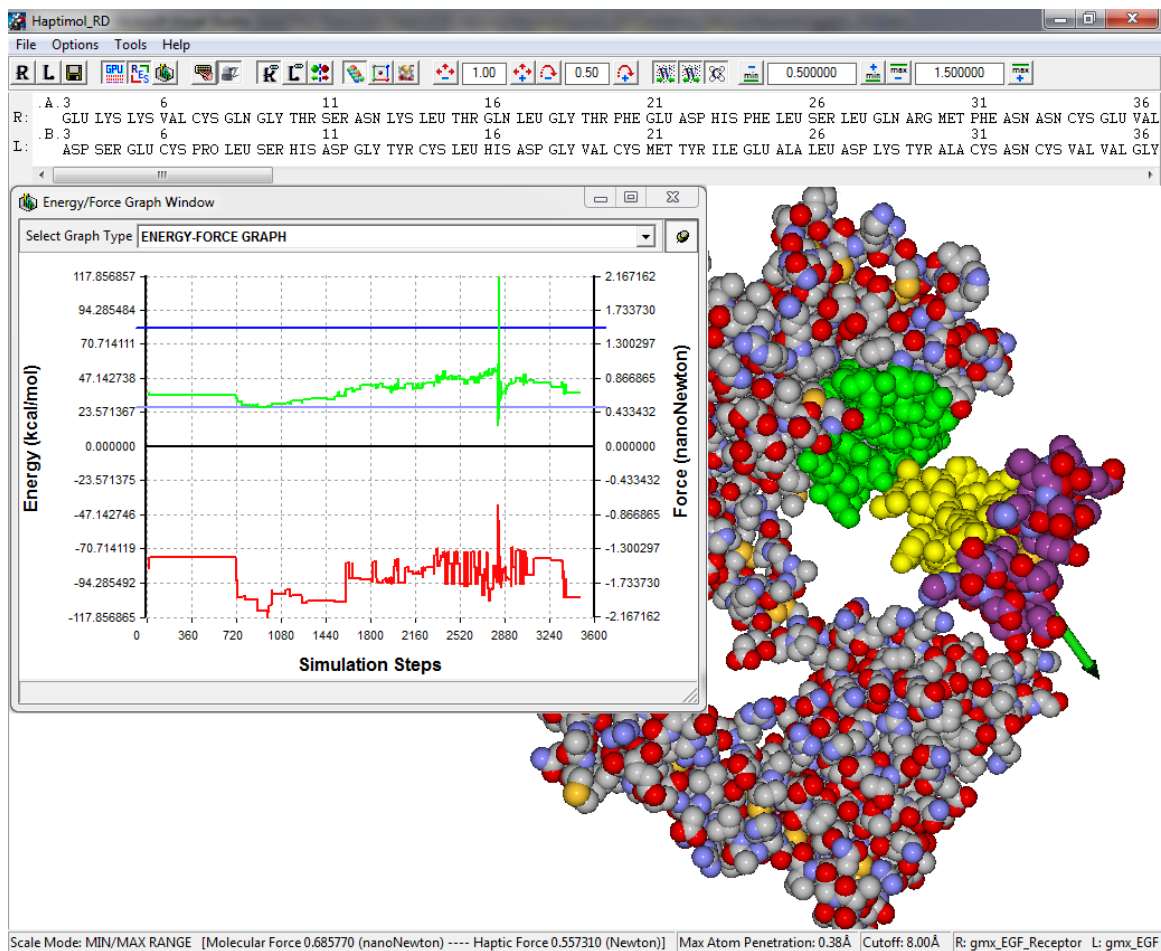 Haptimol_RD
File Options Tools Help
R L GPU RES R L 1.00 0.50 min 0.500000 min max 1.500000 max
.A.3 6 11 16 21 26 31 36
R: GLU LYS LYS VAL CYS GLN GLY THR SER ASN LYS LEU THR GLN LEU GLY THR PHE GLU ASP HIS PHE LEU SER LEU GLN ARG MET PHE ASN ASN CYS GLU VAL
.B.3 6 11 16 21 26 31 36
L: ASP SER GLU CYS PRO LEU SER HIS ASP GLY TYR CYS LEU HIS ASP GLY VAL CYS MET TYR ILE GLU ALA LEU ASP LYS TYR ALA CYS ASN CYS VAL VAL GLY
Energy/Force Graph Window
Select Graph Type ENERGY-FORCE GRAPH
117.856857 2.167162
94.285484 1.733730
70.714111 1.300297
47.142738 0.866865
23.571367 0.433432
0.000000 0.000000
-23.571375 -0.433432
-47.142746 -0.866865
-70.714119 -1.300297
-94.285492 -1.733730
-117.856865 -2.167162
Energy (kcal/mol)
Force (nanoNewton)
0 360 720 1080 1440 1800 2160 2520 2880 3240 3600
Simulation Steps
Scale Mode: MIN/MAX RANGE [Molecular Force 0.685770 (nanoNewton) ---- Haptic Force 0.557310 (Newton)] Max Atom Penetration: 0.38Å Cutoff: 8.00Å R: gmx_EGF_Receptor L: gmx_EGF